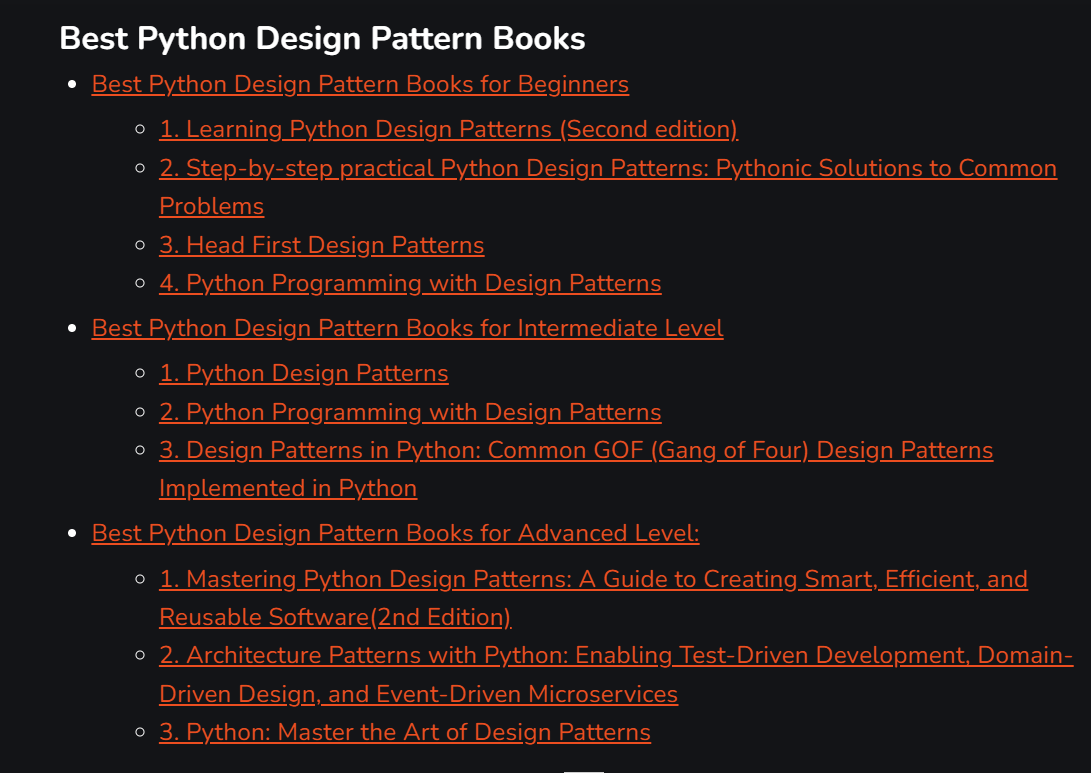 Best Python Design Pattern Books
Best Python Design Pattern Books for Beginners
1. Learning Python Design Patterns (Second edition)
2. Step-by-step practical Python Design Patterns: Pythonic Solutions to Common
Problems
3. Head First Design Patterns
4. Python Programming with Design Patterns
Best Python Design Pattern Books for Intermediate Level
1. Python Design Patterns
2. Python Programming with Design Patterns
3. Design Patterns in Python: Common GOF (Gang of Four) Design Patterns
Implemented in Python
Best Python Design Pattern Books for Advanced Level:
1. Mastering Python Design Patterns: A Guide to Creating Smart, Efficient, and
Reusable Software(2nd Edition)
2. Architecture Patterns with Python: Enabling Test-Driven Development, Domain-
Driven Design, and Event-Driven Microservices
3. Python: Master the Art of Design Patterns